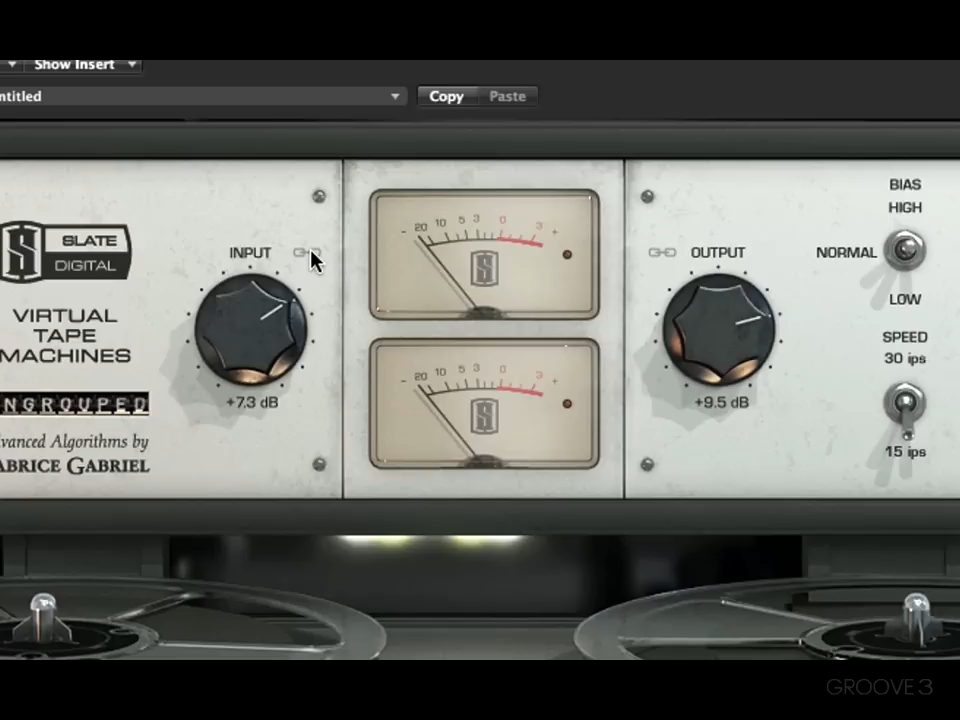 Show Insert
ntitled
Copy
Paste
SLATE
DIGITAL
VIRTUAL
TAPE
MACHINES
NGROUPED
vanced Algorithms by
ABRICE GABRIEL
INPUT
+7.3 dB
- 20 10 5 3 0 3 +
- 20 10 5 3 0 3 +
OUTPUT
+9.5 dB
BIAS
HIGH
NORMAL
LOW
SPEED
30 ips
15 ips
GROOVE3